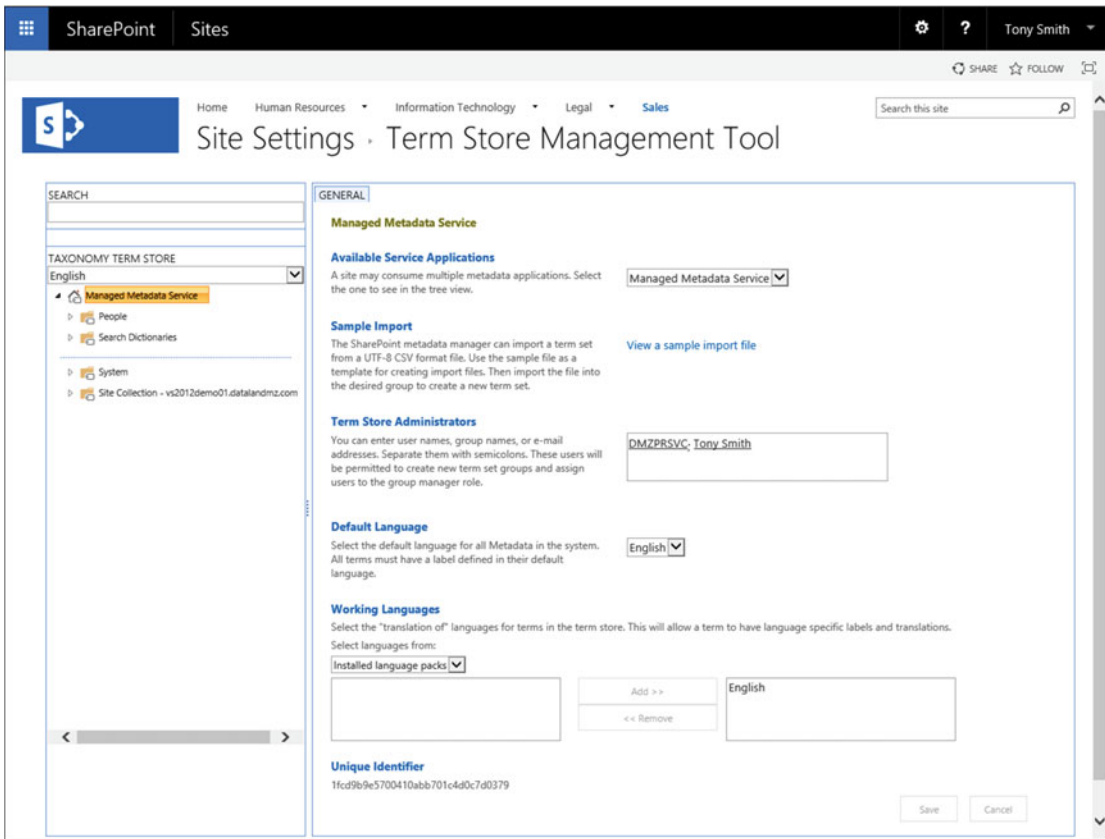 SharePoint Sites ? Tony Smith
SHARE FOLLOW
S
Home Human Resources Information Technology Legal Sales
Search this site
Site Settings › Term Store Management Tool
SEARCH
TAXONOMY TERM STORE
English
Managed Metadata Service
People
Search Dictionaries
System
Site Collection - vs2012demo01.datalandmz.com
GENERAL
Managed Metadata Service
Available Service Applications
A site may consume multiple metadata applications. Select
the one to see in the tree view.
Managed Metadata Service
Sample Import
The SharePoint metadata manager can import a term set
from a UTF-8 CSV format file. Use the sample file as a
template for creating import files. Then import the file into
the desired group to create a new term set.
View a sample import file
Term Store Administrators
You can enter user names, group names, or e-mail
addresses. Separate them with semicolons. These users will
be permitted to create new term set groups and assign
users to the group manager role.
DMZPRSVC; Tony Smith
Default Language
Select the default language for all Metadata in the system.
All terms must have a label defined in their default
language.
English
Working Languages
Select the "translation of" languages for terms in the term store. This will allow a term to have language specific labels and translations.
Select languages from:
Installed language packs
Add >>
<< Remove
English
Unique Identifier
1fcd9b9e5700410abb701c4d0c7d0379
Save Cancel